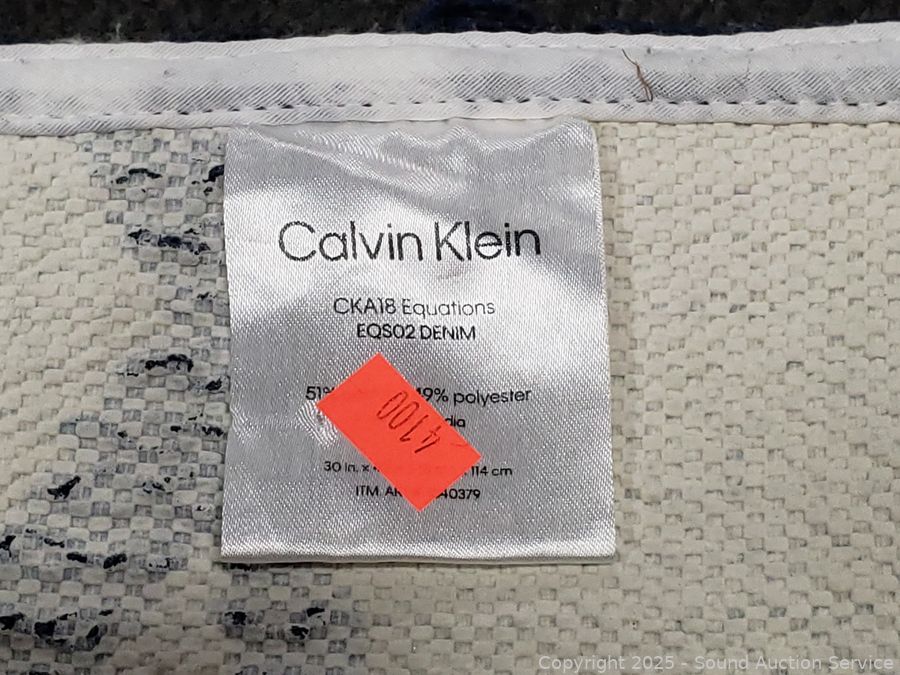 Calvin Klein
CKA18 Equations
EQS02 DENIM
51% 49% polyester
4100
30 in. x 114 cm
ITM. 40379
Copyright 2025 - Sound Auction Service